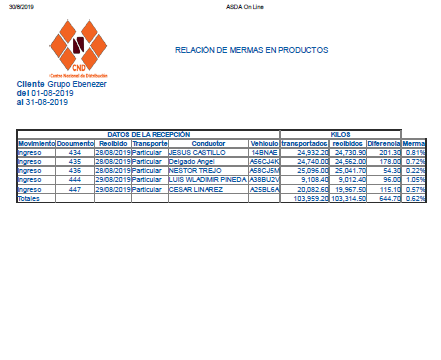 30/8/2019 ASDA On Line
CND
Centro Nacional de Distribución
RELACIÓN DE MERMAS EN PRODUCTOS
Cliente Grupo Ebenezer
del 01-08-2019
al 31-08-2019
DATOS DE LA RECEPCIÓN KILOS
Movimiento Documento Recibido Transporte Conductor Vehículo transportados recibidos Diferencia Merma
Ingreso 434 28/08/2019 Particular JESUS CASTILLO 14BNAE 24,932.20 24,730.90 201.30 0.81%
Ingreso 435 28/08/2019 Particular Delgado Angel A56CJ4K 24,740.00 24,562.00 178.00 0.72%
Ingreso 436 28/08/2019 Particular NESTOR TREJO A58CJ5M 25,096.00 25,041.70 54.30 0.22%
Ingreso 444 29/08/2019 Particular LUIS WLADIMIR PINEDA A38BU2V 9,108.40 9,012.40 96.00 1.05%
Ingreso 447 29/08/2019 Particular CESAR LINAREZ A25BL6A 20,082.60 19,967.50 115.10 0.57%
Totales 103,959.20 103,314.50 644.70 0.62%